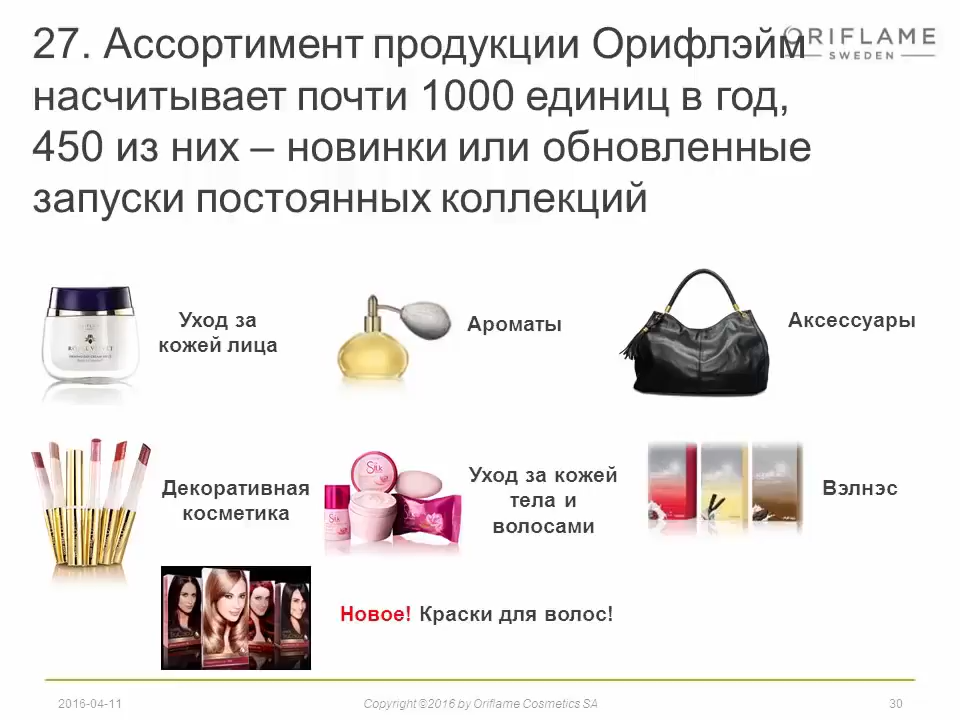 27. Ассортимент продукции Орифлэйм
насчитывает почти 1000 единиц в год,
450 из них – новинки или обновленные
запуски постоянных коллекций
ORIFLAME
SWEDEN
Уход за
кожей лица
Ароматы
Аксессуары
Декоративная
косметика
Silk
Уход за кожей
тела и
волосами
Вэлнэс
Новое! Краски для волос!
2016-04-11
Copyright ©2016 by Oriflame Cosmetics SA
30